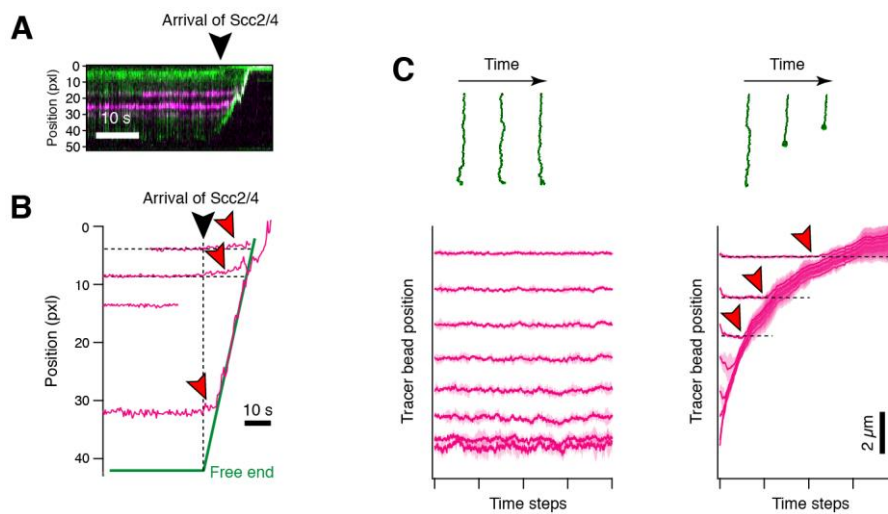 A
Arrival of Scc2/4
Position (pxl)
0
10
20
30
40
50
10 s
B
Arrival of Scc2/4
Position (pxl)
0
10
20
30
40
10 s
Free end
C
Time
Time
Tracer bead position
Time steps
Tracer bead position
2 µm
Time steps